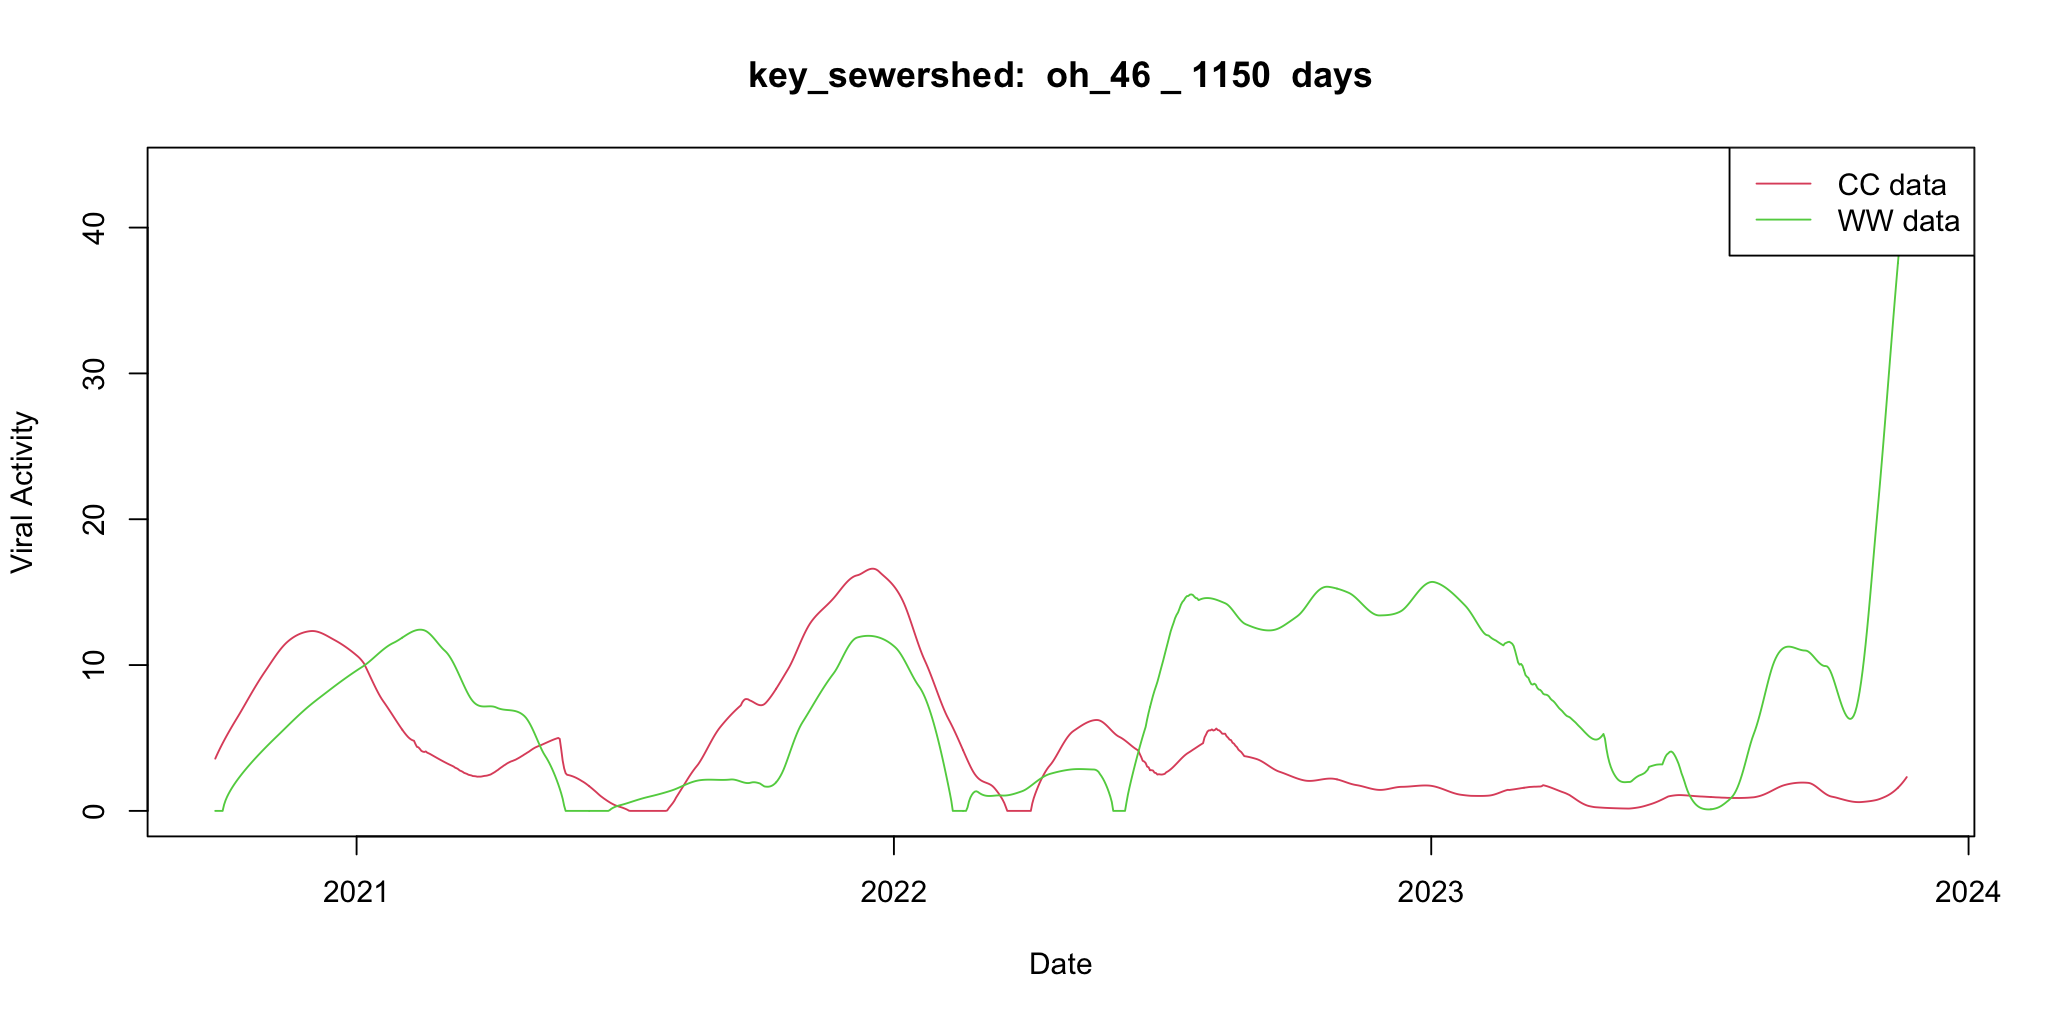 key_sewershed:  oh_46 _ 1150  days
CC data
WW data
Viral Activity
40
30
20
10
0
2021
2022
2023
2024
Date